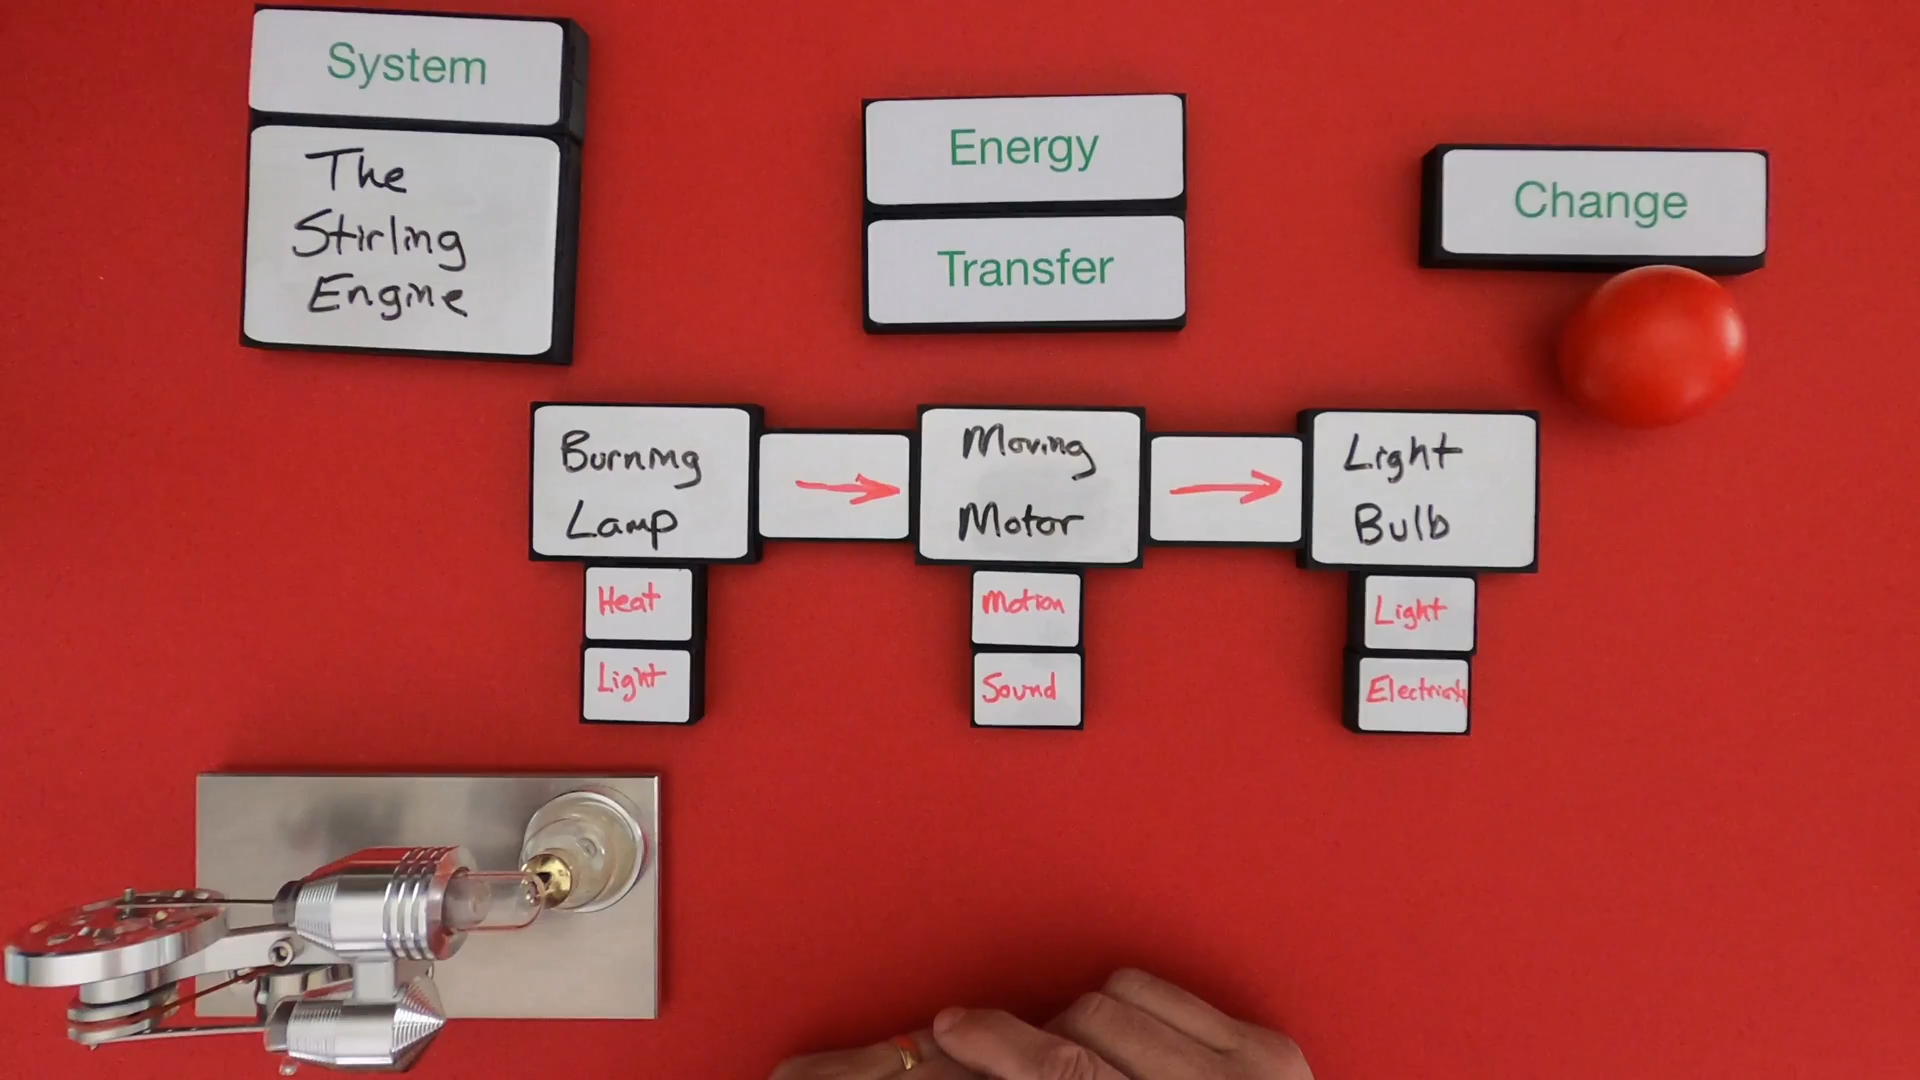 System
The
Stirling
Engine
Energy
Transfer
Change
Burning
Lamp
Moving
Motor
Light
Bulb
Heat
Light
Motion
Sound
Light
Electricity